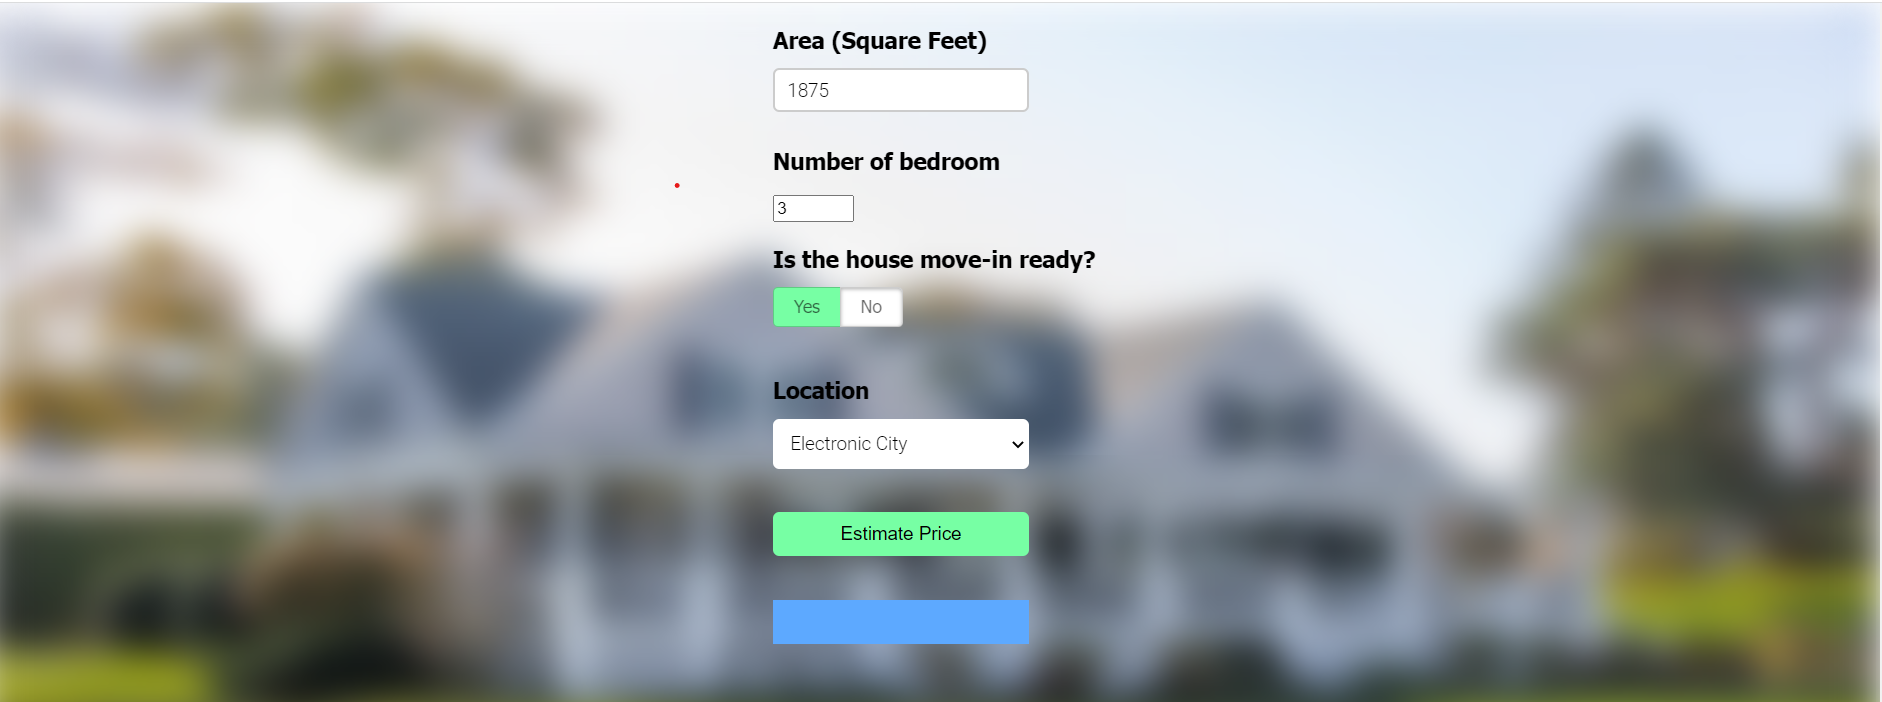 Area (Square Feet)
1875
Number of bedroom
3
Is the house move-in ready?
Yes No
Location
Electronic City
Estimate Price